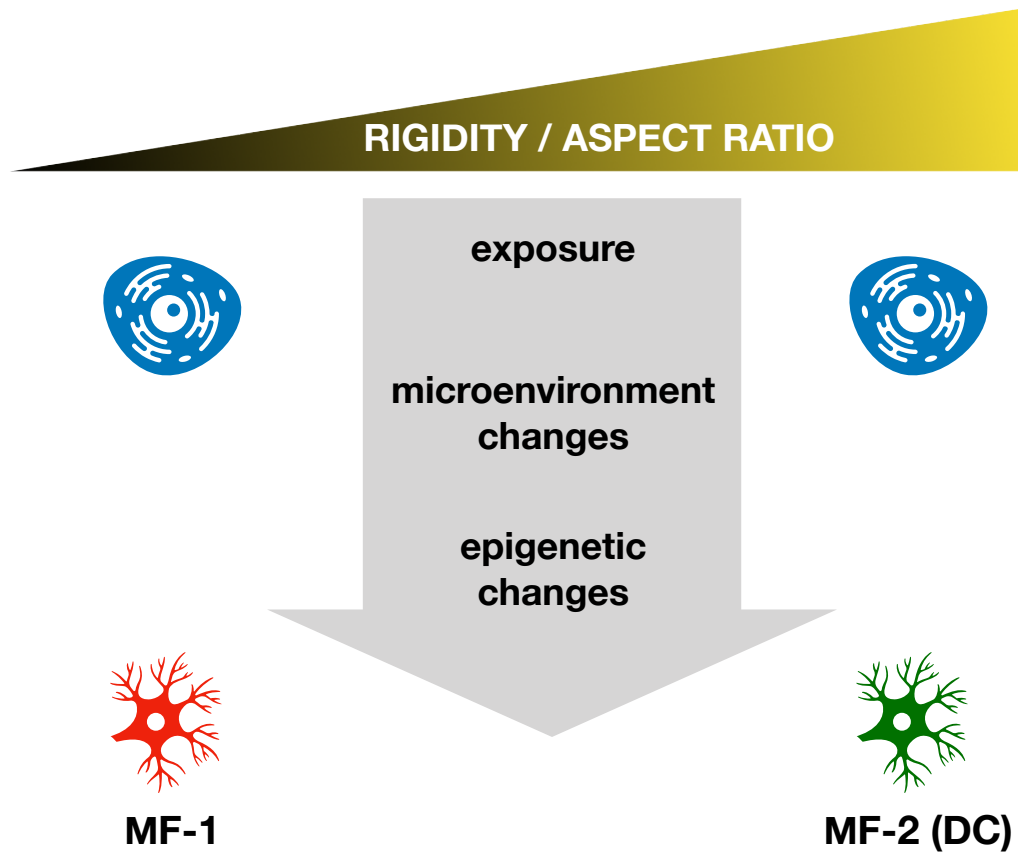 RIGIDITY / ASPECT RATIO
exposure
microenvironment
changes
epigenetic
changes
MF-1
MF-2 (DC)